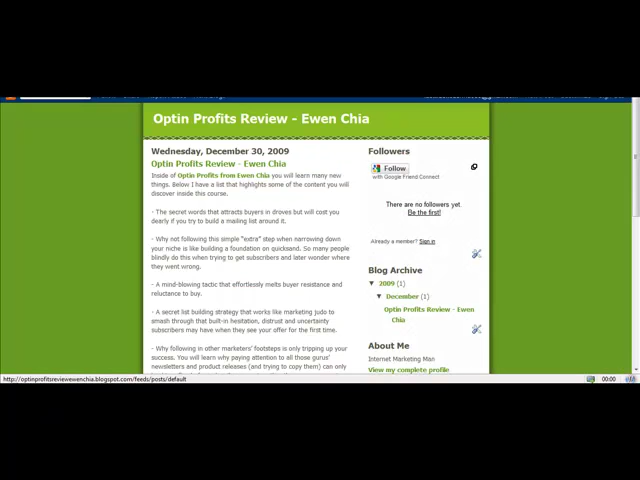 Optin Profits Review - Ewen Chia
Wednesday, December 30, 2009
Optin Profits Review - Ewen Chia
Inside of Optin Profits from Ewen Chia you will learn many new
things. Below I have a list that highlights some of the content you will
discover inside this course.
- The secret words that attracts buyers in droves but will cost you
dearly if you try to build a mailing list around it.
- Why not following this simple "extra" step when narrowing down
your niche is like building a foundation on quicksand. So many people
blindly do this when trying to get subscribers and later wonder where
they went wrong.
- A mind-blowing tactic that effortlessly melts buyer resistance and
reluctance to buy.
- A secret list building strategy that works like marketing judo to
smash through that built-in hesitation, distrust and uncertainty
subscribers may have when they see your offer for the first time.
- Why following in other marketers' footsteps is only tripping up your
success. You will learn why paying attention to all those gurus'
newsletters and product releases (and trying to copy them) can only
Followers
Follow
with Google Friend Connect
There are no followers yet.
Be the first!
Already a member? Sign in
Blog Archive
▼ 2009 (1)
▼ December (1)
Optin Profits Review - Ewen
Chia
About Me
Internet Marketing Man
View my complete profile
http://optinprofitsreviewewenchia.blogspot.com/feeds/posts/default
00:00